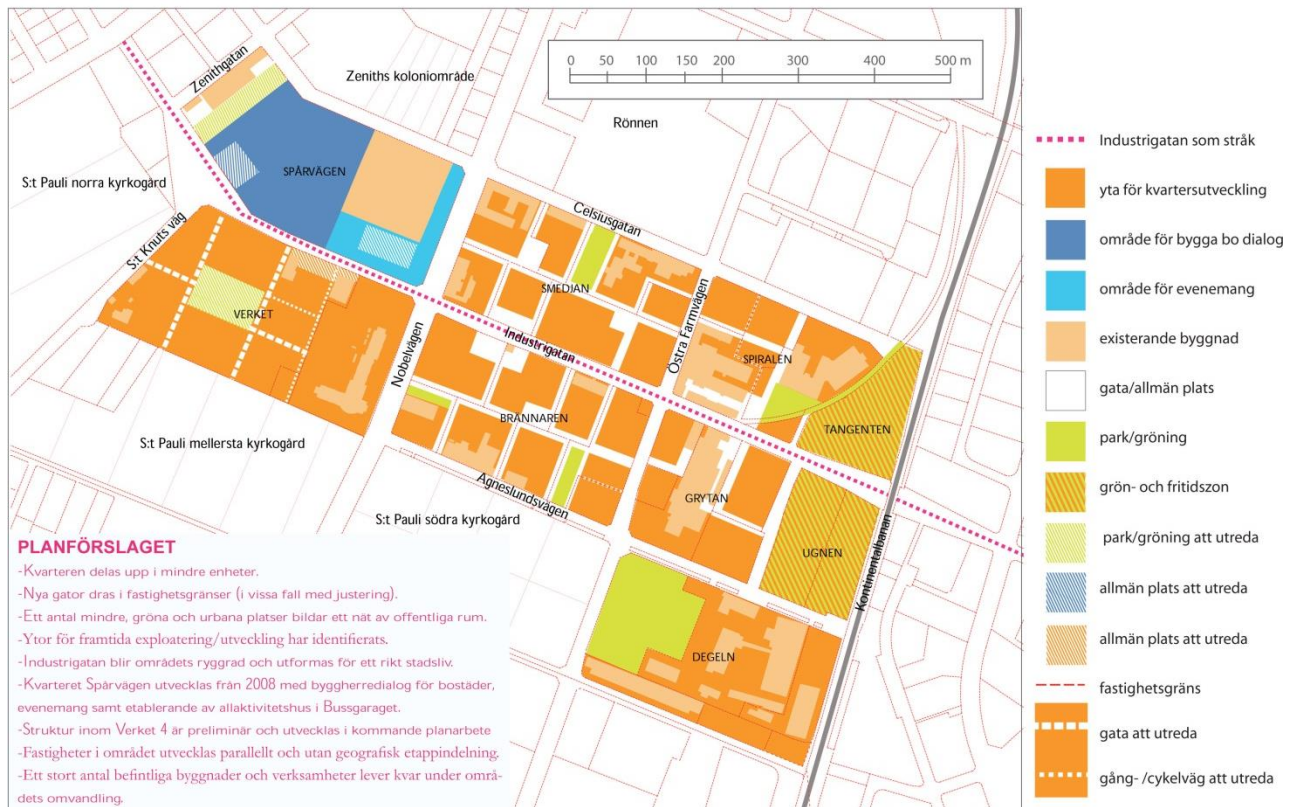 Zenithgatan
Zeniths koloniområde
0 50 100 150 200 300 400 500 m
Rönnen
S:t Pauli norra kyrkogård
SPÅRVÄGEN
S:t Knuts väg
Celsiusgatan
VERKET
Nobelvägen
SMEDJAN
Industrigatan
Östra Farmvägen
SPIRALEN
BRÄNNAREN
TANGENTEN
S:t Pauli mellersta kyrkogård
Agneslundsvägen
GRYTAN
S:t Pauli södra kyrkogård
UGNEN
Kontinentalbanan
DEGELN
PLANFÖRSLAGET
-Kvarteren delas upp i mindre enheter.
-Nya gator dras i fastighetsgränser (i vissa fall med justering).
-Ett antal mindre, gröna och urbana platser bildar ett nät av offentliga rum.
-Ytor för framtida exploatering/utveckling har identifierats.
-Industrigatan blir områdets ryggrad och utformas för ett rikt stadsliv.
-Kvarteret Spårvägen utvecklas från 2008 med byggherredialog för bostäder,
evenemang samt etablerande av allaktivitetshus i Bussgaraget.
-Struktur inom Verket 4 är preliminär och utvecklas i kommande planarbete
-Fastigheter i området utvecklas parallellt och utan geografisk etappindelning.
-Ett stort antal befintliga byggnader och verksamheter lever kvar under områ-
dets omvandling.
Industrigatan som stråk
yta för kvartersutveckling
område för bygga bo dialog
område för evenemang
existerande byggnad
gata/allmän plats
park/gröning
grön- och fritidszon
park/gröning att utreda
allmän plats att utreda
allmän plats att utreda
fastighetsgräns
gata att utreda
gång- /cykelväg att utreda